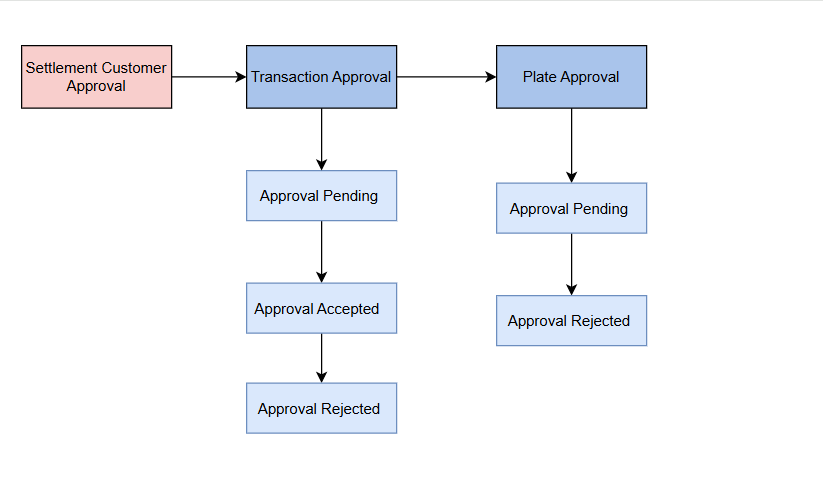 Settlement Customer
Approval
Transaction Approval
Plate Approval
Approval Pending
Approval Pending
Approval Accepted
Approval Rejected
Approval Rejected